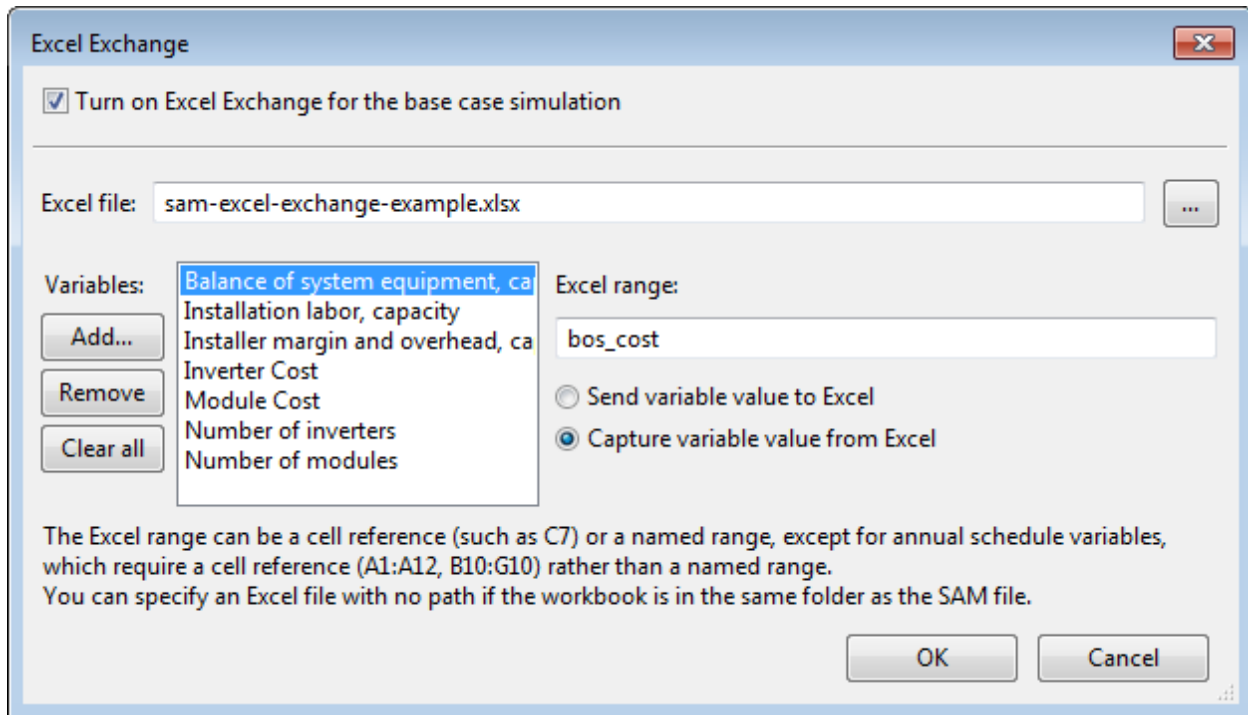 Excel Exchange
Turn on Excel Exchange for the base case simulation
Excel file: sam-excel-exchange-example.xlsx ...
Variables:
Add...
Remove
Clear all
Balance of system equipment, ca
Installation labor, capacity
Installer margin and overhead, ca
Inverter Cost
Module Cost
Number of inverters
Number of modules
Excel range:
bos_cost
Send variable value to Excel
Capture variable value from Excel
The Excel range can be a cell reference (such as C7) or a named range, except for annual schedule variables,
which require a cell reference (A1:A12, B10:G10) rather than a named range.
You can specify an Excel file with no path if the workbook is in the same folder as the SAM file.
OK Cancel